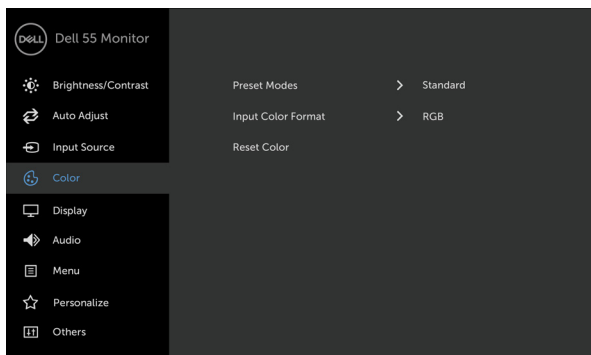 DELL Dell 55 Monitor
Brightness/Contrast
Auto Adjust
Input Source
Color
Display
Audio
Menu
Personalize
Others
Preset Modes > Standard
Input Color Format > RGB
Reset Color